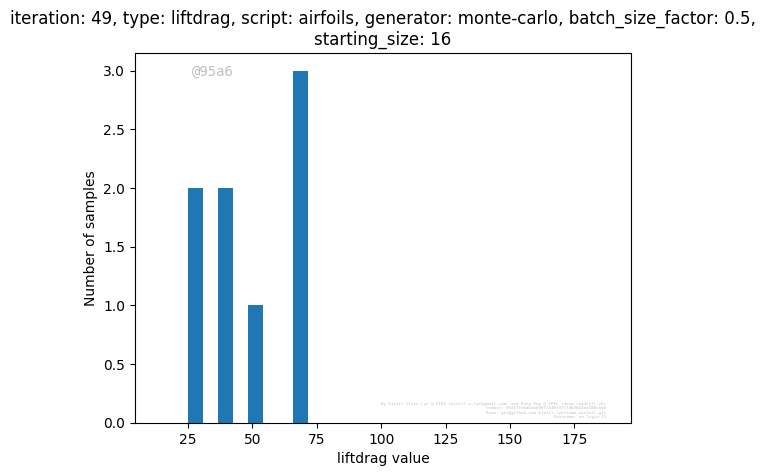 iteration: 49, type: liftdrag, script: airfoils, generator: monte-carlo, batch_size_factor: 0.5,
starting_size: 16
@95a6
3.0
2.5
2.0
1.5
1.0
0.5
0.0
Number of samples
25 50 75 100 125 150 175
liftdrag value